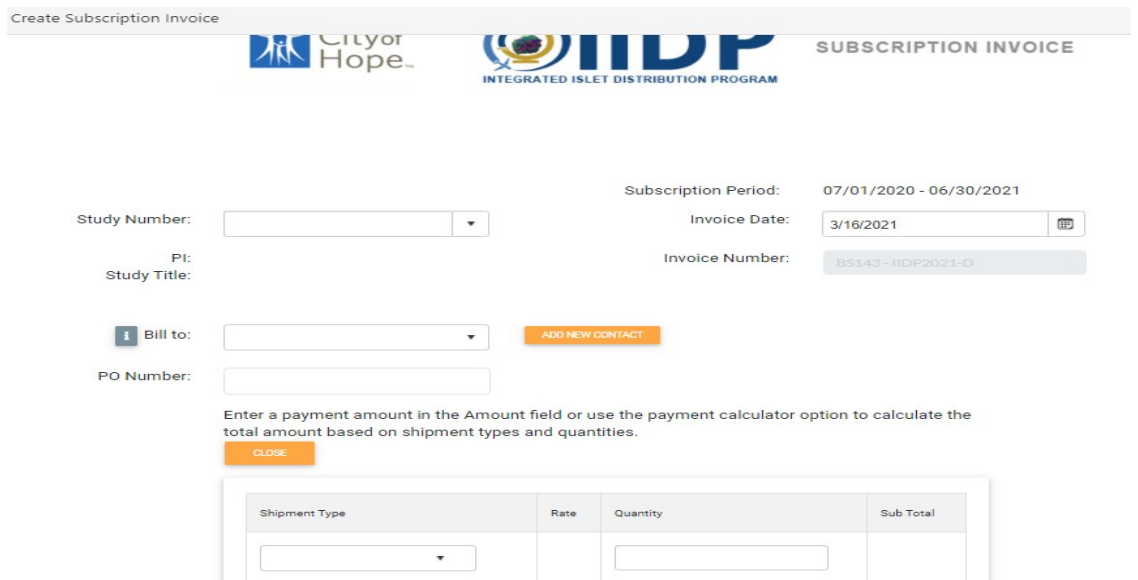 Create Subscription Invoice
City of
Hope™
IIDP
INTEGRATED ISLET DISTRIBUTION PROGRAM
SUBSCRIPTION INVOICE
Subscription Period: 07/01/2020 - 06/30/2021
Study Number:
Invoice Date: 3/16/2021
PI:
Invoice Number: BS143 - IIDP2021-D
Study Title:
i Bill to:
ADD NEW CONTACT
PO Number:
Enter a payment amount in the Amount field or use the payment calculator option to calculate the
total amount based on shipment types and quantities.
CLOSE
Shipment Type Rate Quantity Sub Total